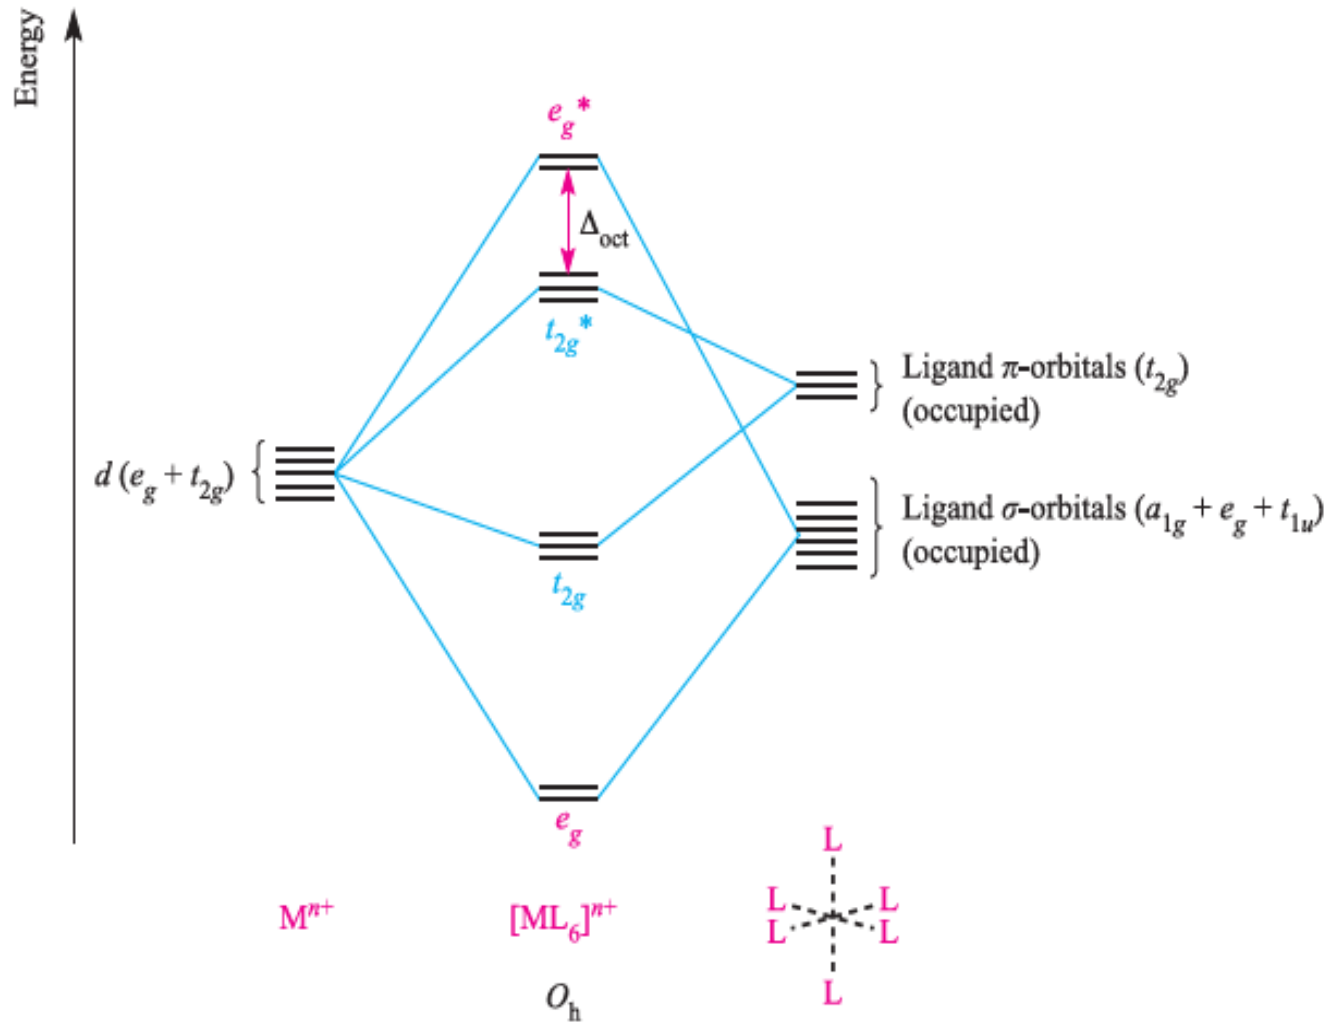 Energy
e_g*
Δ_oct
t_2g*
Ligand π-orbitals (t_2g)
(occupied)
d (e_g + t_2g)
Ligand σ-orbitals (a_1g + e_g + t_1u)
(occupied)
t_2g
e_g
L
L L
L L
L
M^n+
[ML_6]^n+
O_h